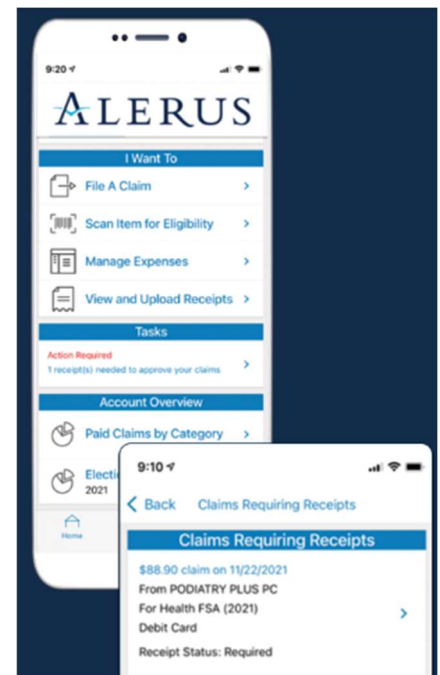 9:20
ALERUS
I Want To
File A Claim
Scan Item for Eligibility
Manage Expenses
View and Upload Receipts
Tasks
Action Required
1 receipt(s) needed to approve your claims
Account Overview
Paid Claims by Category
Electi
2021
Home
9:10
Back Claims Requiring Receipts
Claims Requiring Receipts
$88.90 claim on 11/22/2021
From PODIATRY PLUS PC
For Health FSA (2021)
Debit Card
Receipt Status: Required